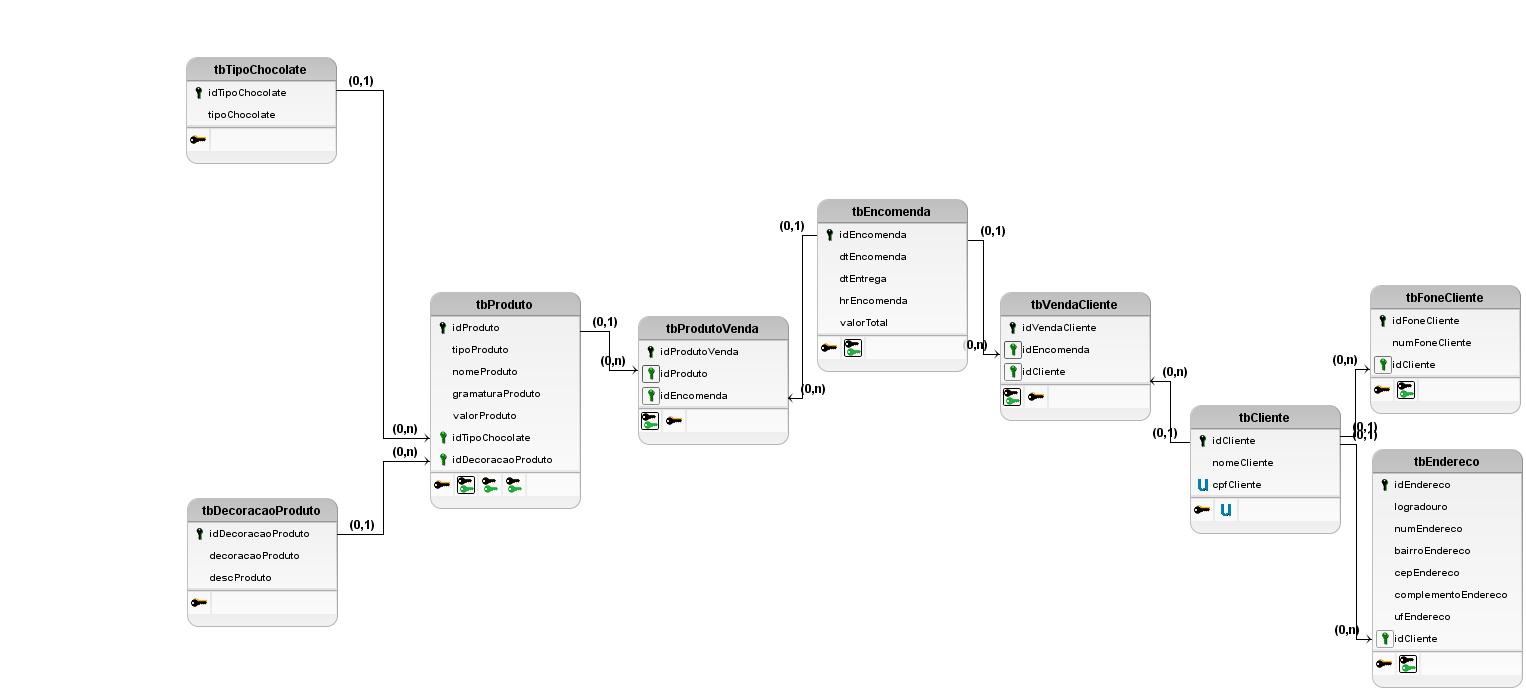 tbTipoChocolate
idTipoChocolate
tipoChocolate
(0,1)
(0,n)
tbDecoracaoProduto
idDecoracaoProduto
decoracaoProduto
descProduto
(0,1)
(0,n)
tbProduto
idProduto
tipoProduto
nomeProduto
gramaturaProduto
valorProduto
idTipoChocolate
idDecoracaoProduto
(0,1)
(0,n)
tbProdutoVenda
idProdutoVenda
idProduto
idEncomenda
(0,1)
(0,n)
tbEncomenda
idEncomenda
dtEncomenda
dtEntrega
hrEncomenda
valorTotal
(0,1)
(0,n)
tbVendaCliente
idVendaCliente
idEncomenda
idCliente
(0,n)
(0,1)
tbCliente
idCliente
nomeCliente
U cpfCliente
U
(0,1)
(0,1)
(0,n)
tbFoneCliente
idFoneCliente
numFoneCliente
idCliente
tbEndereco
idEndereco
logradouro
numEndereco
bairroEndereco
cepEndereco
complementoEndereco
ufEndereco
idCliente
(0,n)